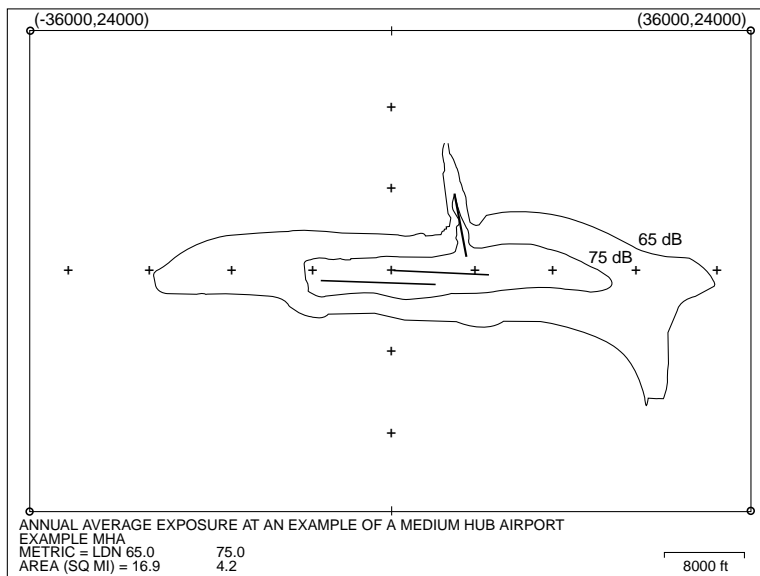 (-36000,24000) (36000,24000)
65 dB
75 dB
ANNUAL AVERAGE EXPOSURE AT AN EXAMPLE OF A MEDIUM HUB AIRPORT
EXAMPLE MHA
METRIC = LDN 65.0 75.0
AREA (SQ MI) = 16.9 4.2
8000 ft